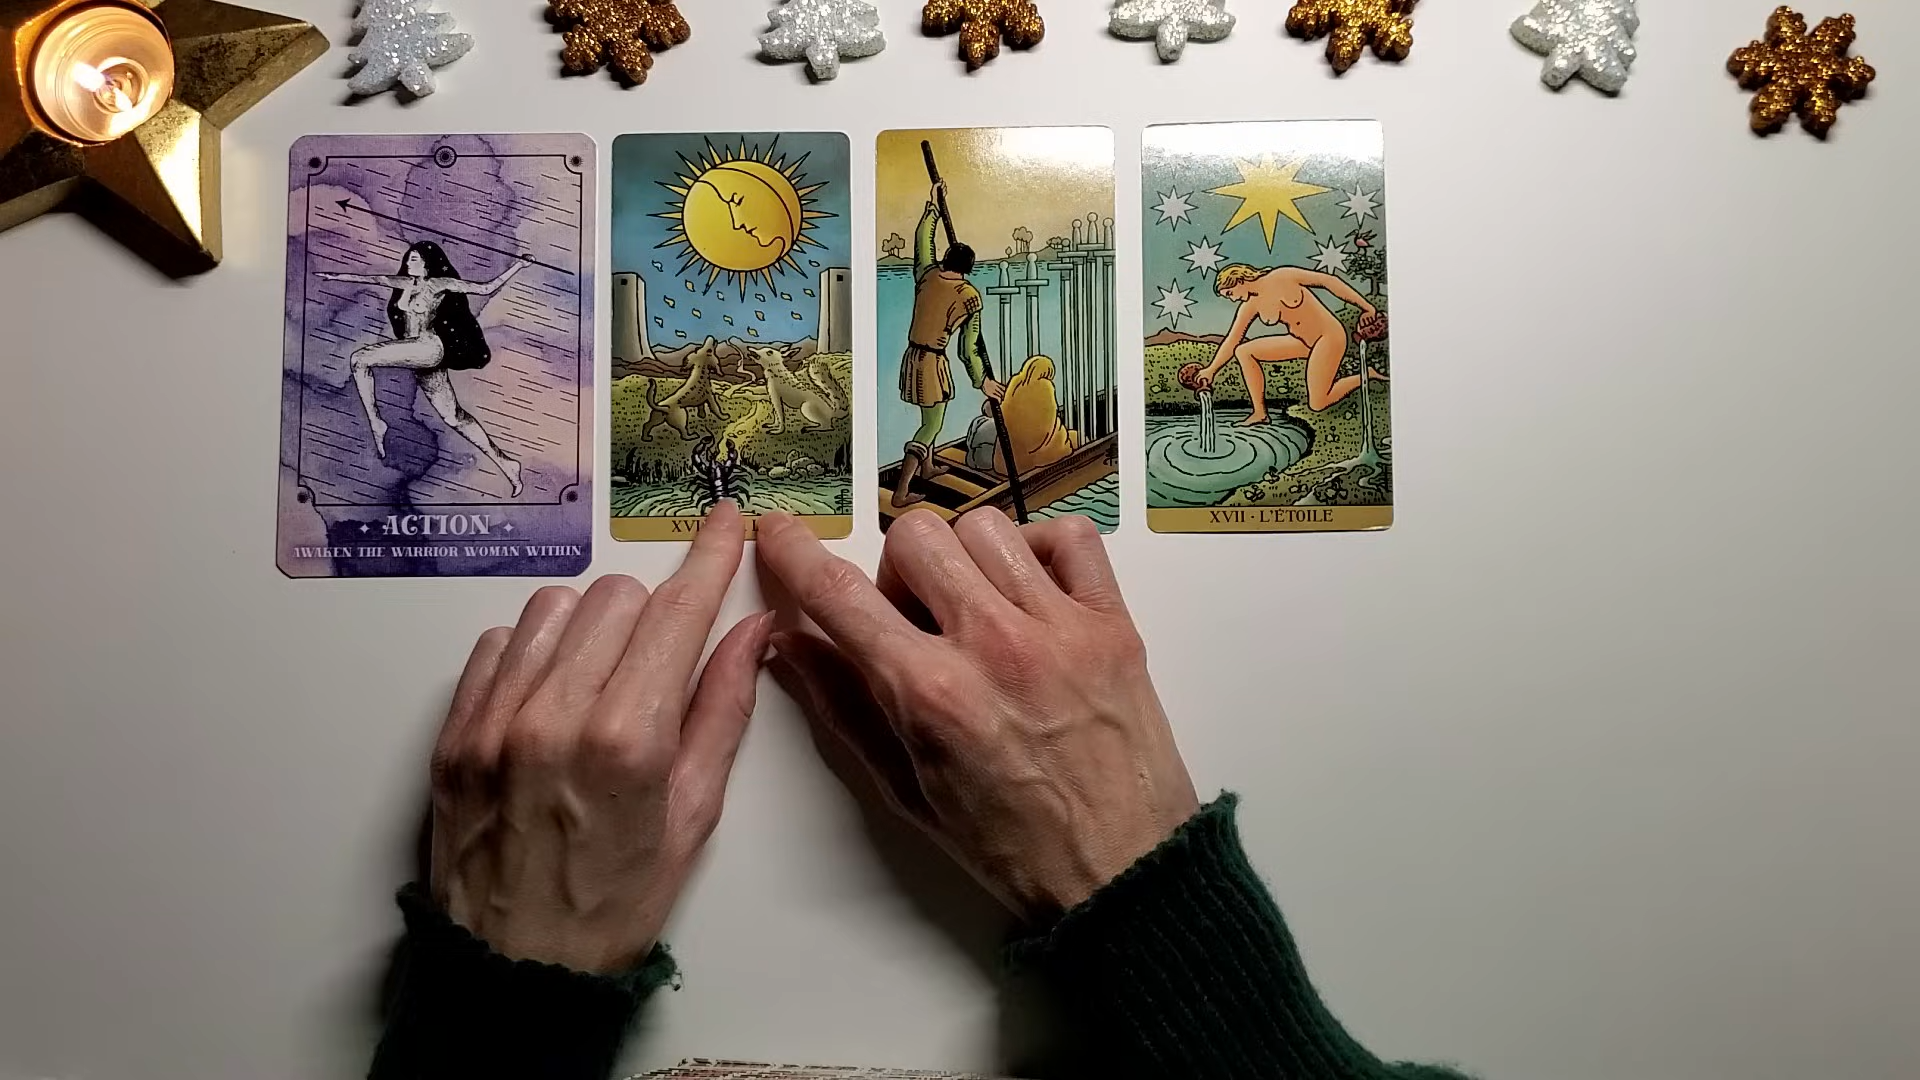 ACTION
AWAKEN THE WARRIOR WOMAN WITHIN
XVII · L'ÉTOILE